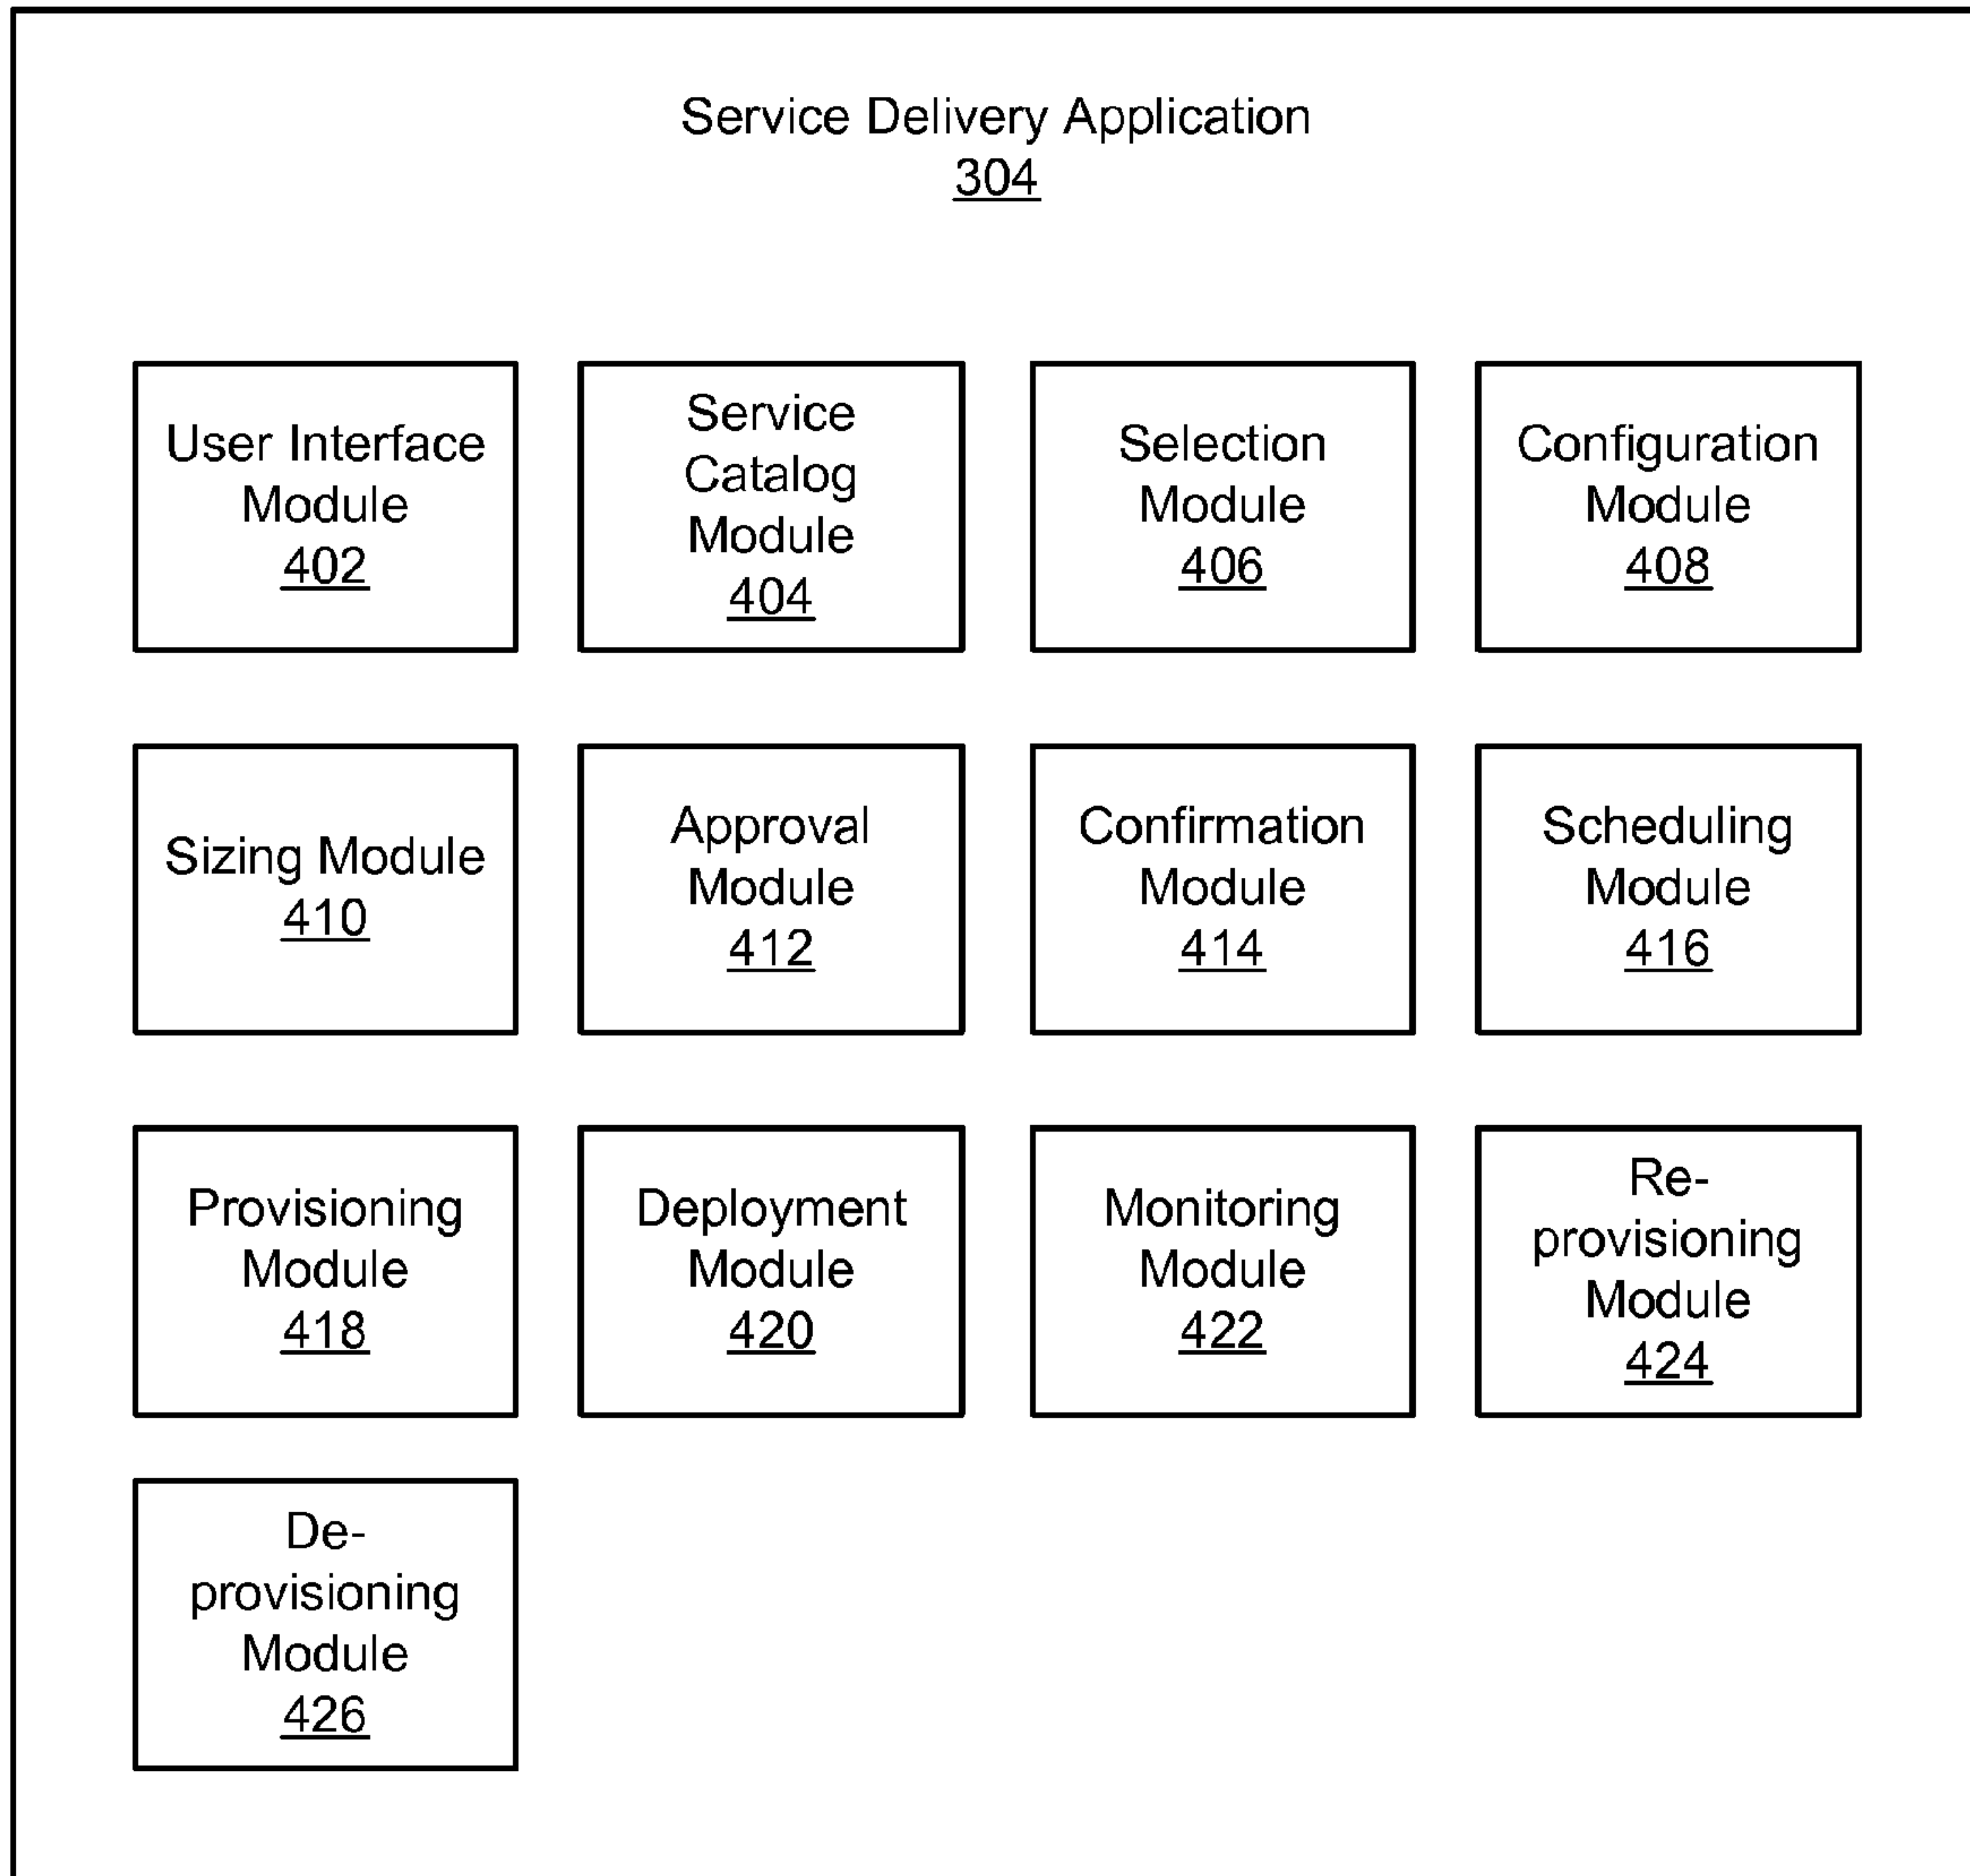 Service Delivery Application
304
User Interface
Module
402
Service
Catalog
Module
404
Selection
Module
406
Configuration
Module
408
Sizing Module
410
Approval
Module
412
Confirmation
Module
414
Scheduling
Module
416
Provisioning
Module
418
Deployment
Module
420
Monitoring
Module
422
Re-
provisioning
Module
424
De-
provisioning
Module
426